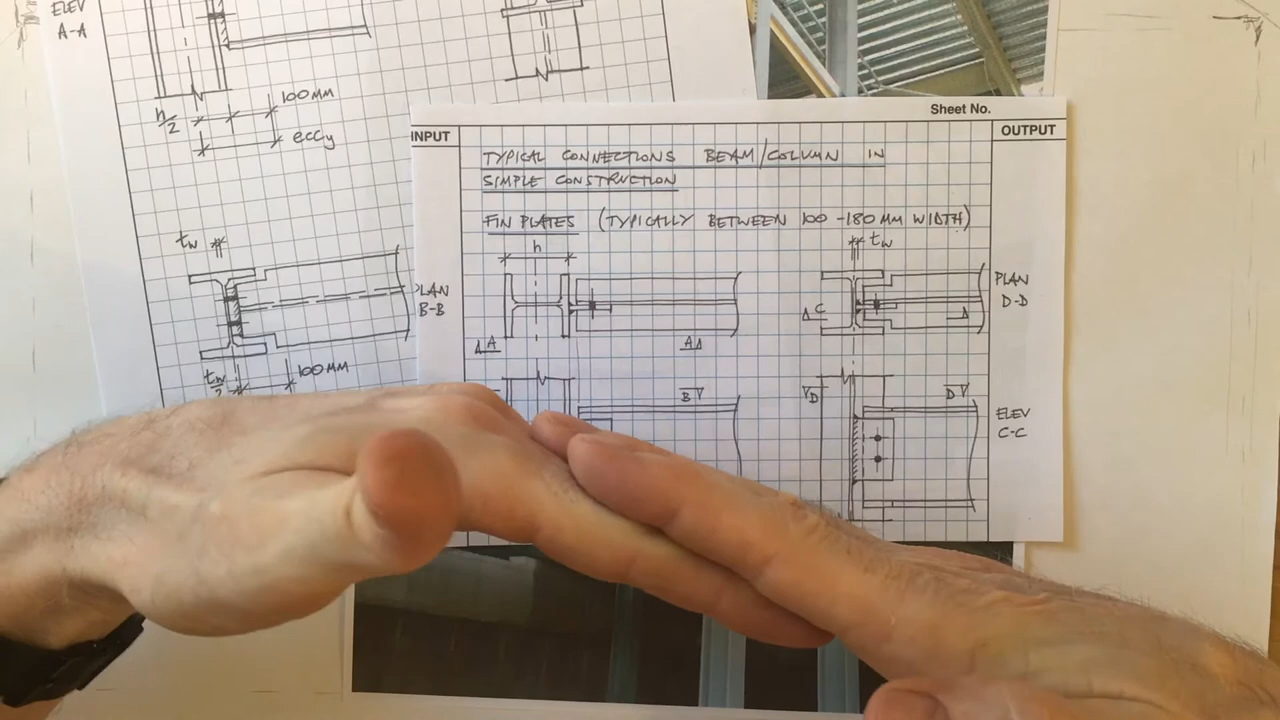 ELEV
A-A
h/2
100MM
eccy
tw
PLAN
B-B
tw/2
100MM
Sheet No.
INPUT
OUTPUT
TYPICAL CONNECTIONS BEAM/COLUMN IN
SIMPLE CONSTRUCTION
FIN PLATES (TYPICALLY BETWEEN 100-180MM WIDTH)
h
tw
PLAN
D-D
C
A
A
B
D
D
ELEV
C-C